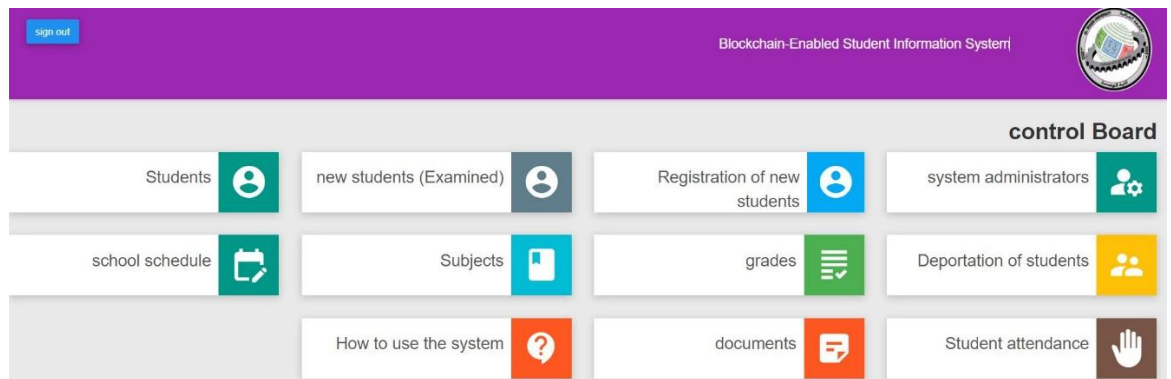 sign out
Blockchain-Enabled Student Information System
control Board
Students
new students (Examined)
Registration of new
students
system administrators
school schedule
Subjects
grades
Deportation of students
How to use the system
documents
Student attendance